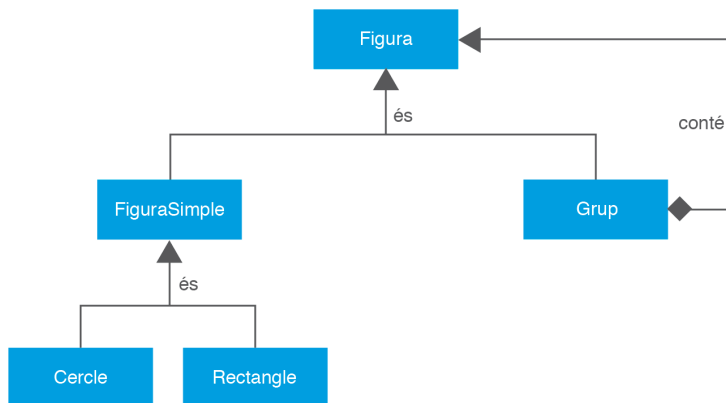 Figura
és
conté
FiguraSimple
Grup
és
Cercle
Rectangle